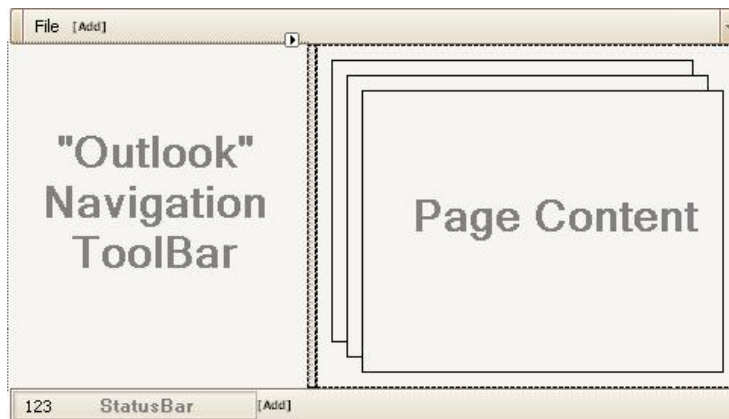 File [Add]
"Outlook"
Navigation
ToolBar
Page Content
123 StatusBar [Add]